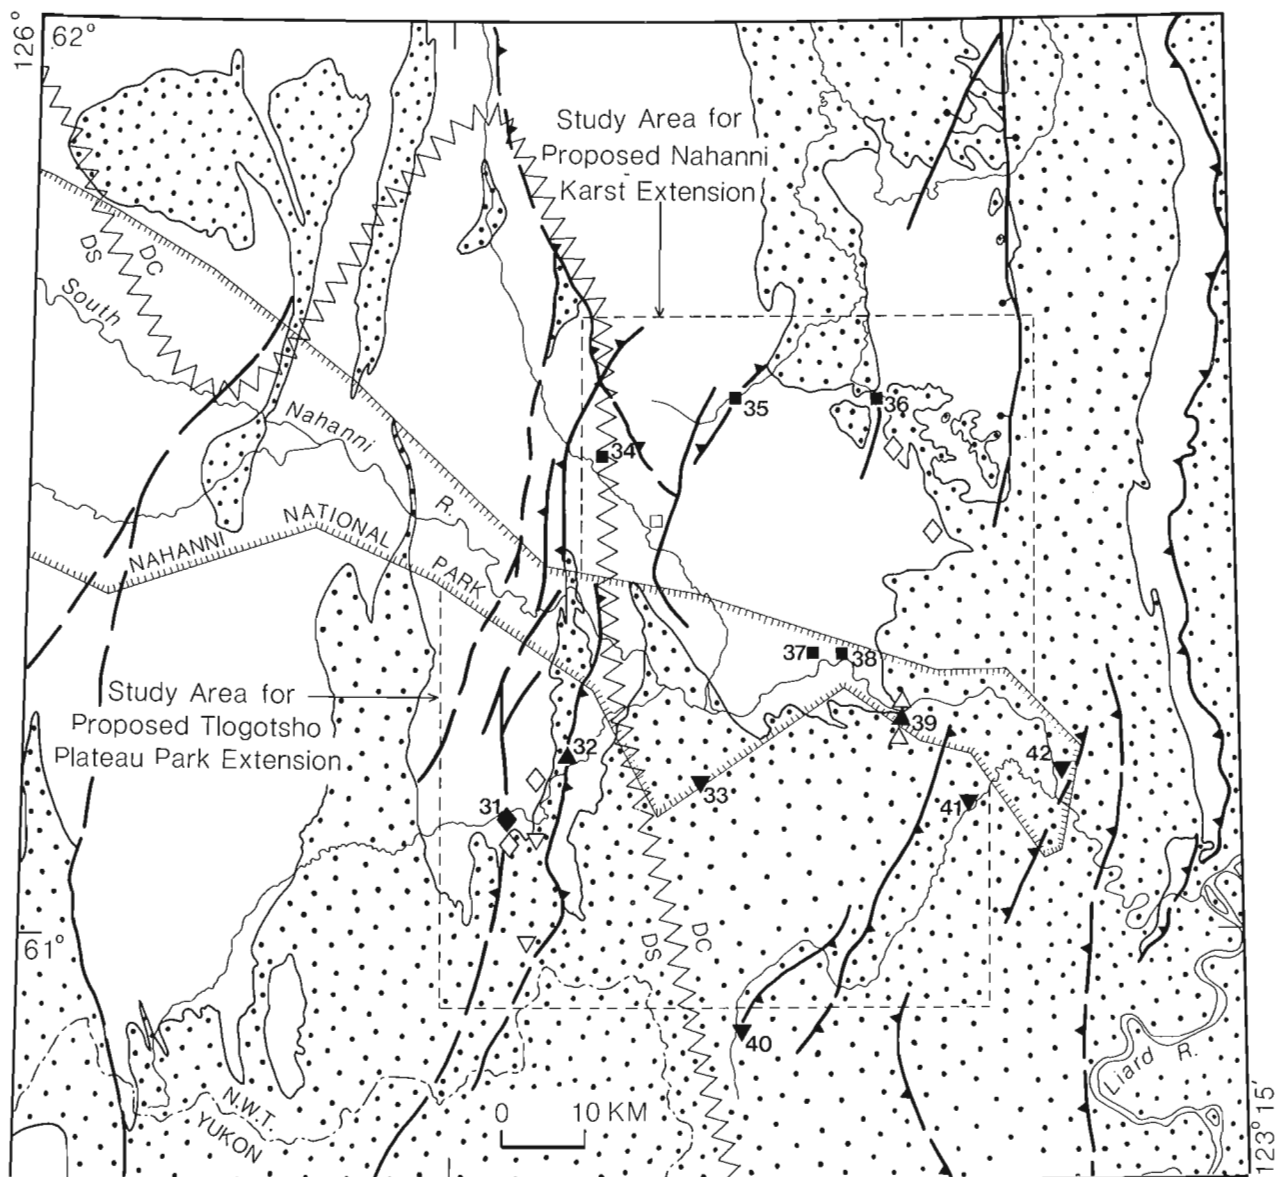 126°
62°
Study Area for
Proposed Nahanni
Karst Extension
DC
DS
South
Nahanni
R.
35
36
34
NAHANNI
NATIONAL
PARK
37
38
Study Area for
Proposed Tlogotsho
Plateau Park Extension
39
32
42
33
31
41
61°
DC
DS
40
Liard R.
N.W.T.
YUKON
0
10 KM
123° 15'